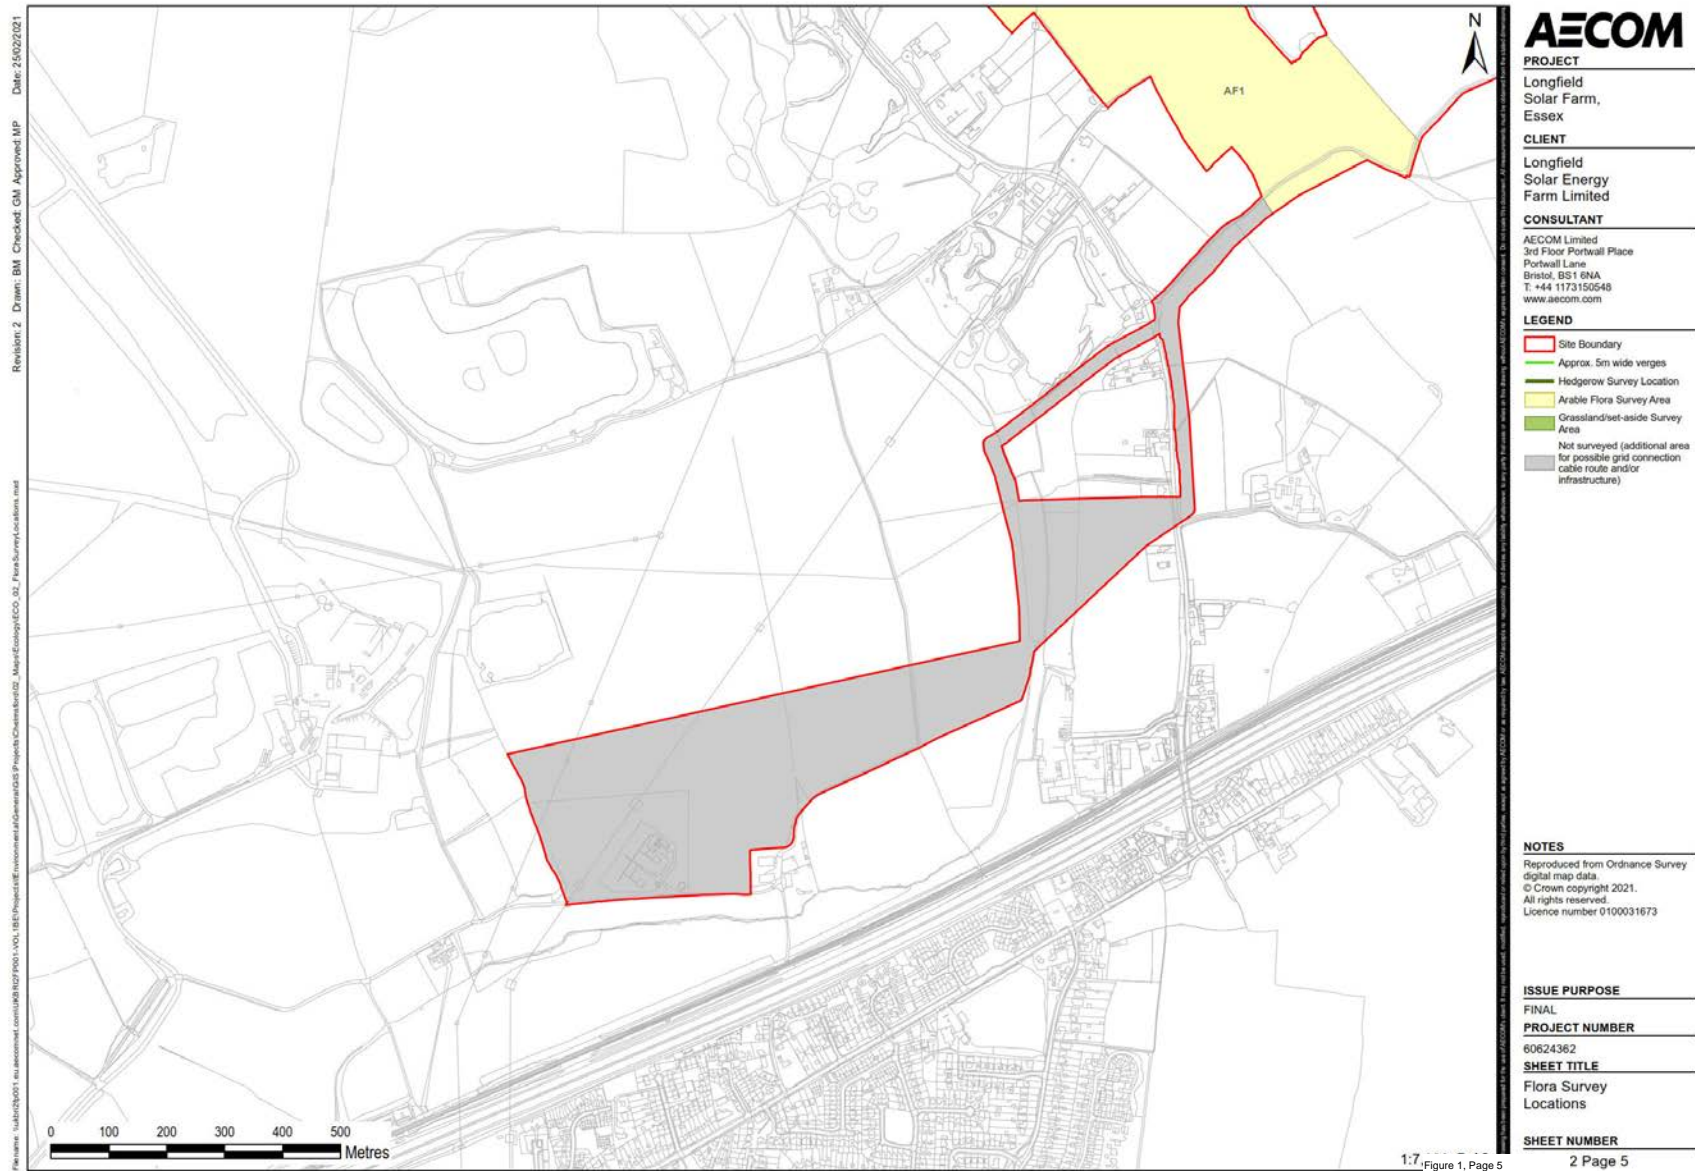 Date: 25/02/2021
Revision: 2 Drawn: BM Checked: GM Approved: MP
AF1
N
0 100 200 300 400 500
Metres
1:7,
Figure 1, Page 5
AECOM
PROJECT
Longfield
Solar Farm,
Essex
CLIENT
Longfield
Solar Energy
Farm Limited
CONSULTANT
AECOM Limited
3rd Floor Portwall Place
Portwall Lane
Bristol, BS1 6NA
T: +44 1173150548
www.aecom.com
LEGEND
Site Boundary
Approx. 5m wide verges
Hedgerow Survey Location
Arable Flora Survey Area
Grassland/set-aside Survey
Area
Not surveyed (additional area
for possible grid connection
cable route and/or
infrastructure)
NOTES
Reproduced from Ordnance Survey
digital map data.
© Crown copyright 2021.
All rights reserved.
Licence number 0100031673
ISSUE PURPOSE
FINAL
PROJECT NUMBER
60624362
SHEET TITLE
Flora Survey
Locations
SHEET NUMBER
2 Page 5